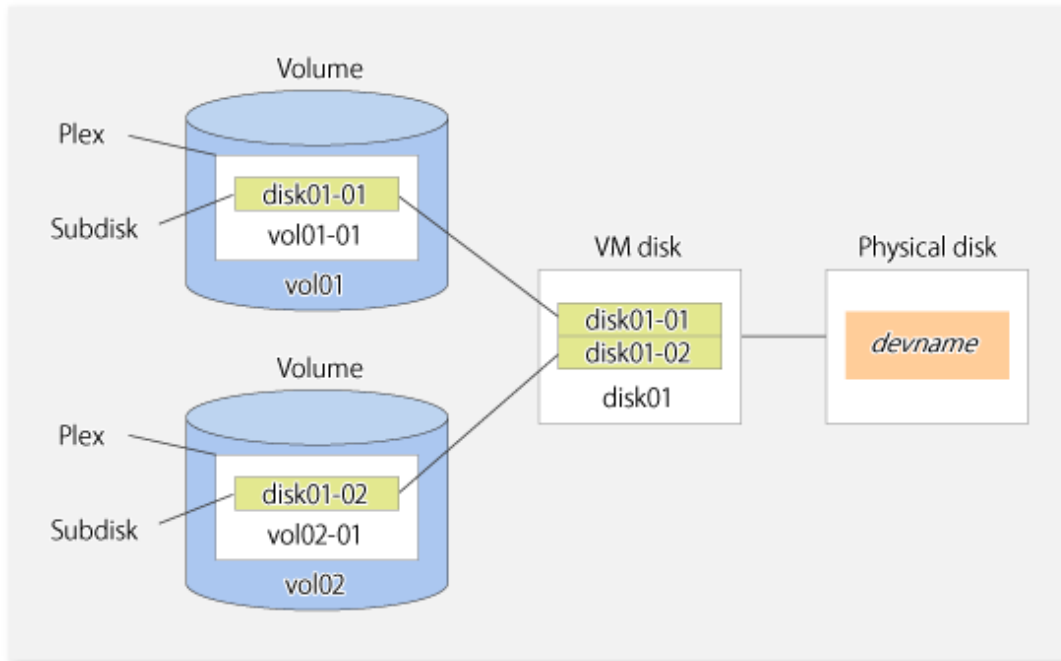 Volume
Plex
disk01-01
Subdisk
vol01-01
vol01
Volume
Plex
disk01-02
Subdisk
vol02-01
vol02
VM disk
disk01-01
disk01-02
disk01
Physical disk
devname